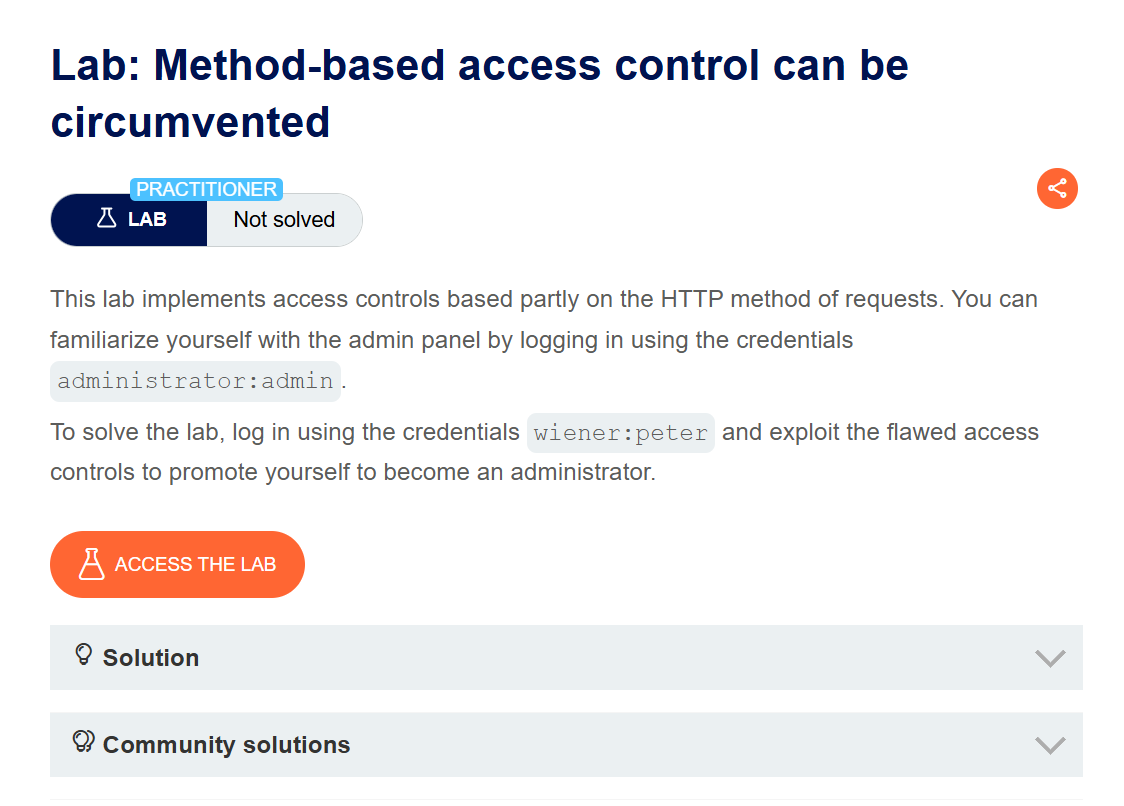 Lab: Method-based access control can be
circumvented
PRACTITIONER
LAB
Not solved
This lab implements access controls based partly on the HTTP method of requests. You can
familiarize yourself with the admin panel by logging in using the credentials
administrator:admin.
To solve the lab, log in using the credentials wiener:peter and exploit the flawed access
controls to promote yourself to become an administrator.
ACCESS THE LAB
Solution
Community solutions